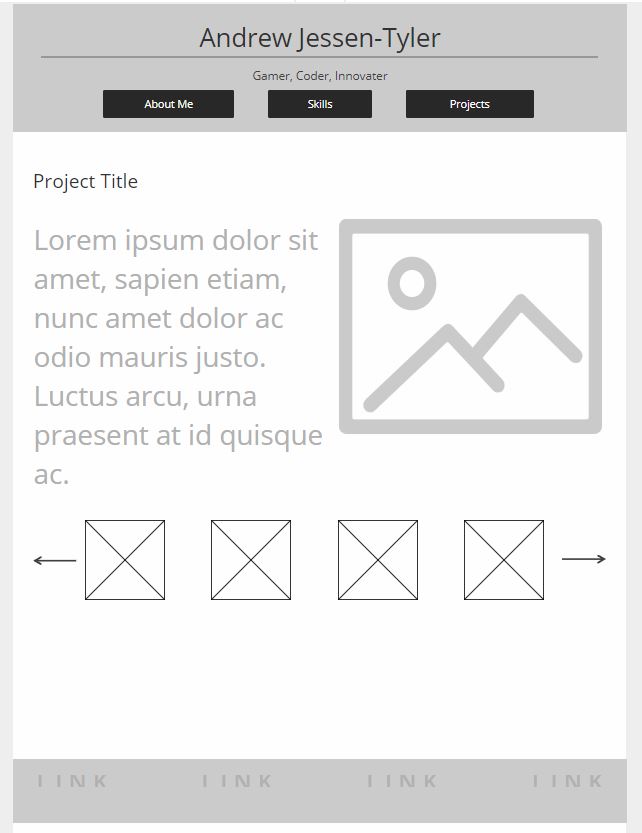 Andrew Jessen-Tyler
Gamer, Coder, Innovater
About Me Skills Projects
Project Title
Lorem ipsum dolor sit
amet, sapien etiam,
nunc amet dolor ac
odio mauris justo.
Luctus arcu, urna
praesent at id quisque
ac.
LINK LINK LINK LINK